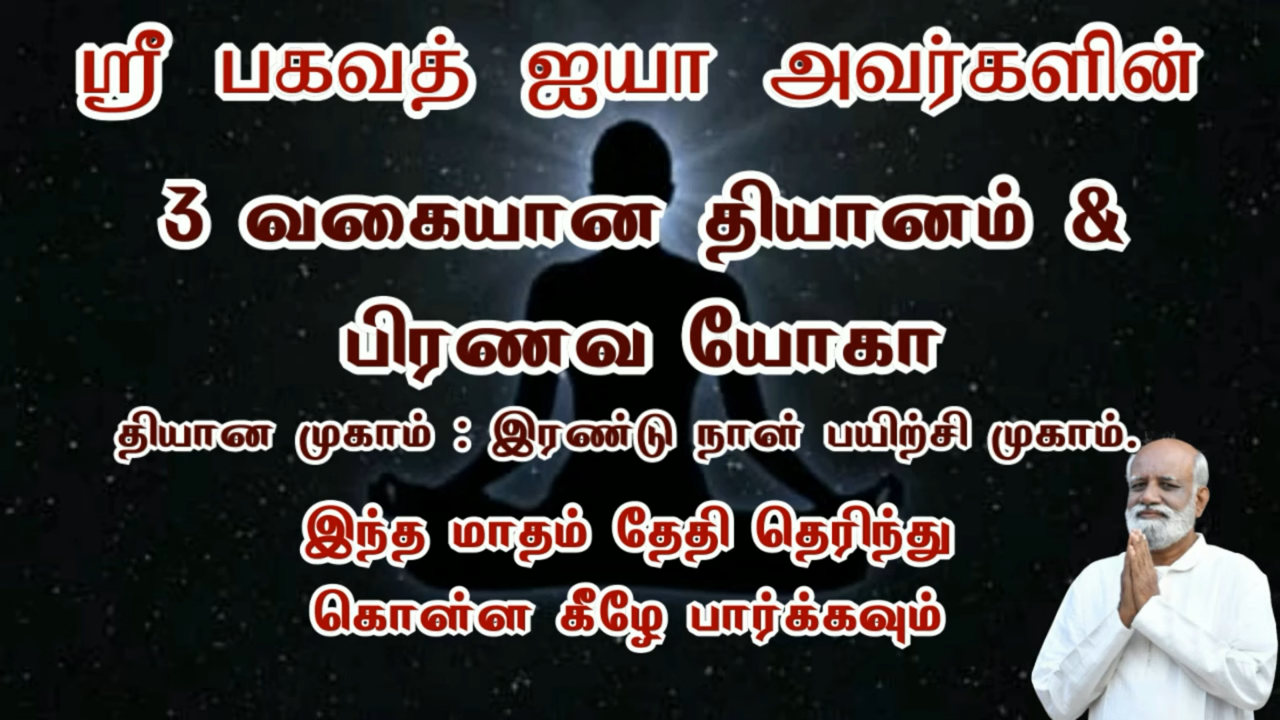 ஸ்ரீ பகவத் ஐயா அவர்களின்
3 வகையான தியானம் &
பிரணவ யோகா
தியான முகாம் : இரண்டு நாள் பயிற்சி முகாம்.
இந்த மாதம் தேதி தெரிந்து
கொள்ள கீழே பார்க்கவும்